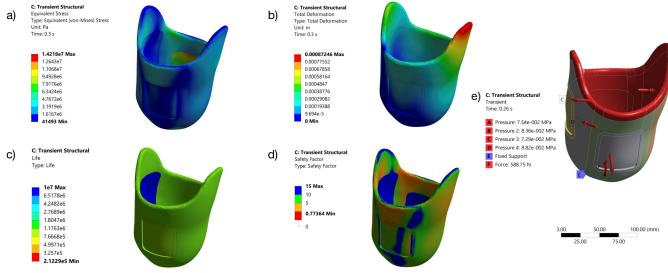 a)
C: Transient Structural
Equivalent Stress
Type: Equivalent (von-Mises) Stress
Unit: Pa
Time: 0.3 s
1.4218e7 Max
1.2643e7
1.1068e7
9.4928e6
7.9176e6
6.3424e6
4.7672e6
3.1919e6
1.6167e6
41493 Min
b)
C: Transient Structural
Total Deformation
Type: Total Deformation
Unit: m
Time: 0.3 s
0.00087246 Max
0.00077552
0.00067858
0.00058164
0.0004847
0.00038776
0.00029082
0.00019388
9.694e-5
0 Min
c)
C: Transient Structural
Life
Type: Life
1e7 Max
6.5178e6
4.2482e6
2.7689e6
1.8047e6
1.1763e6
7.6668e5
4.9971e5
3.257e5
2.1229e5 Min
d)
C: Transient Structural
Safety Factor
Type: Safety Factor
15 Max
10
5
0.77364 Min
0
e)
C: Transient Structural
Transient
Time: 0.26 s
A Pressure: 7.54e-002 MPa
B Pressure 2: 8.36e-002 MPa
C Pressure 3: 7.29e-002 MPa
D Pressure 4: 8.82e-002 MPa
E Fixed Support
F Force: 588.75 N
C
0.00 50.00 100.00 (mm)
25.00 75.00